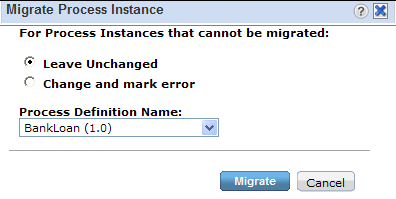 Migrate Process Instance
For Process Instances that cannot be migrated:
Leave Unchanged
Change and mark error
Process Definition Name:
BankLoan (1.0)
Migrate
Cancel